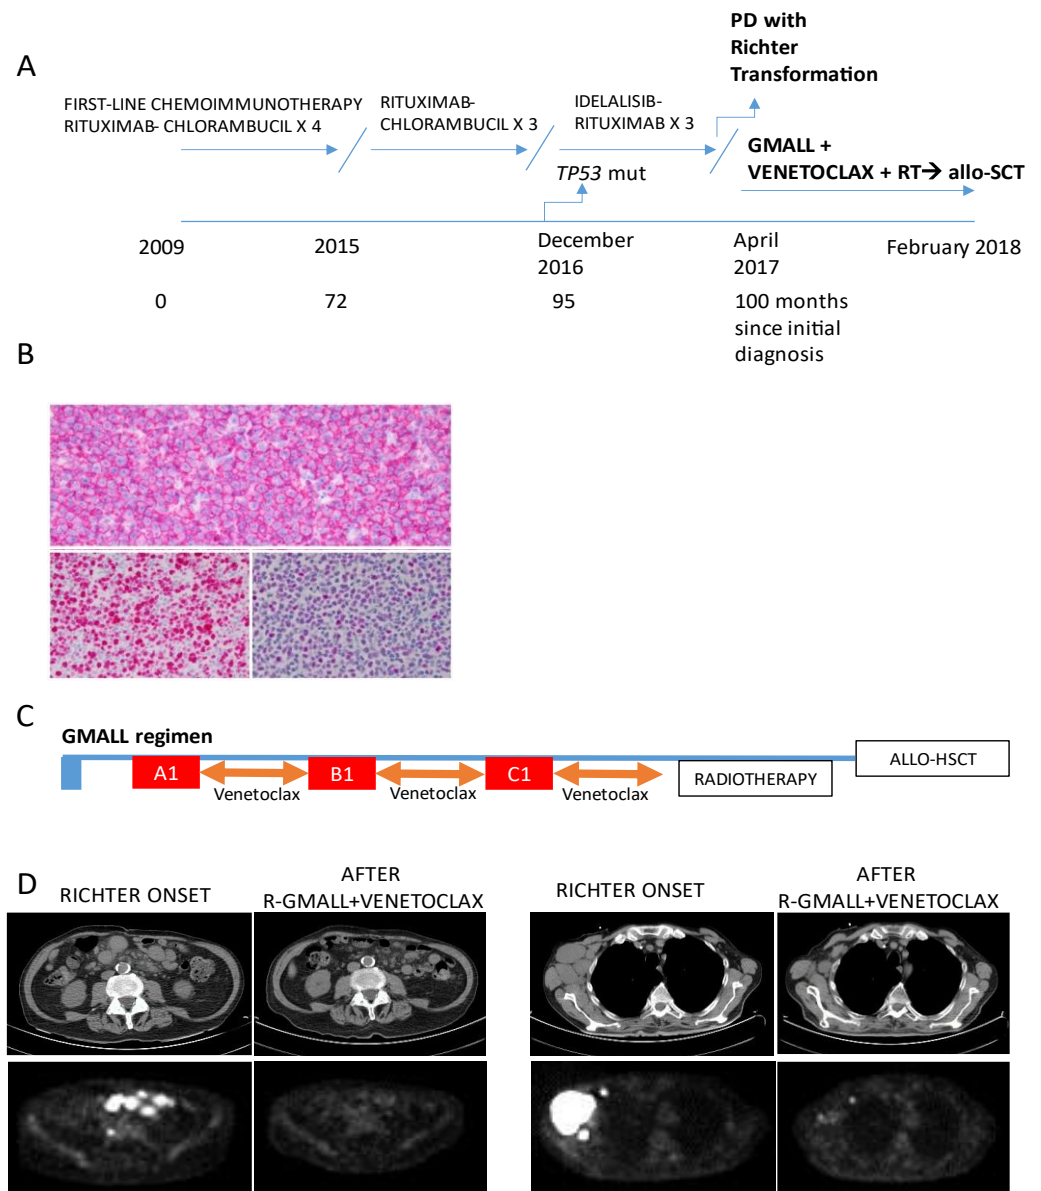 A
PD with
Richter
Transformation
FIRST-LINE CHEMOIMMUNOTHERAPY
RITUXIMAB- CHLORAMBUCIL X 4
RITUXIMAB-
CHLORAMBUCIL X 3
IDELALISIB-
RITUXIMAB X 3
GMALL +
VENETOCLAX + RT→ allo-SCT
TP53 mut
2009
2015
December
2016
April
2017
February 2018
0
72
95
100 months
since initial
diagnosis
B
C
GMALL regimen
A1
B1
C1
Venetoclax
Venetoclax
Venetoclax
RADIOTHERAPY
ALLO-HSCT
D
RICHTER ONSET
AFTER
R-GMALL+VENETOCLAX
RICHTER ONSET
AFTER
R-GMALL+VENETOCLAX